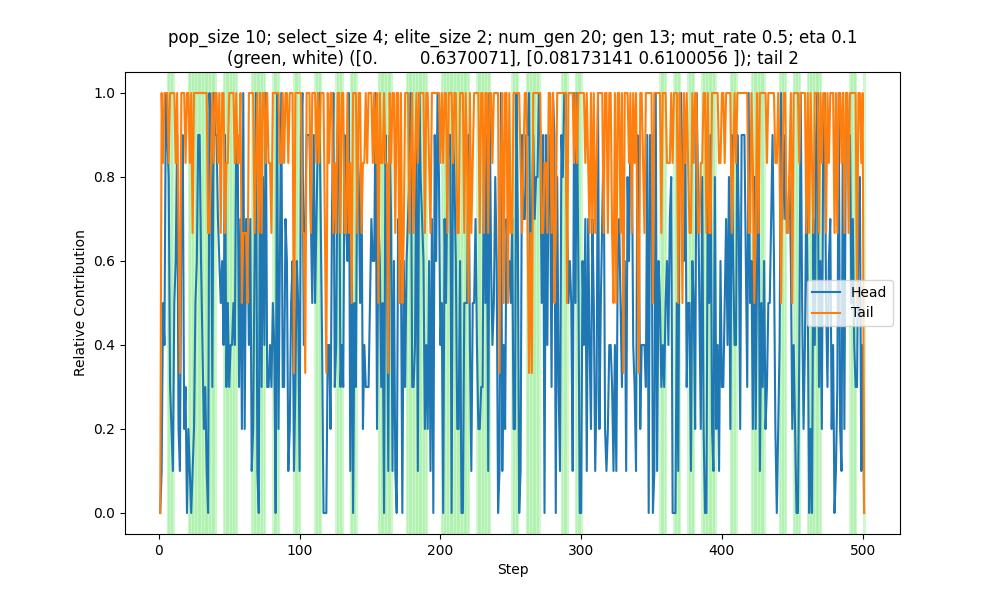 pop_size 10; select_size 4; elite_size 2; num_gen 20; gen 13; mut_rate 0.5; eta 0.1
(green, white) ([0. 0.6370071], [0.08173141 0.6100056 ]); tail 2
1.0
0.8
0.6
0.4
0.2
0.0
Relative Contribution
Head
Tail
0 100 200 300 400 500
Step